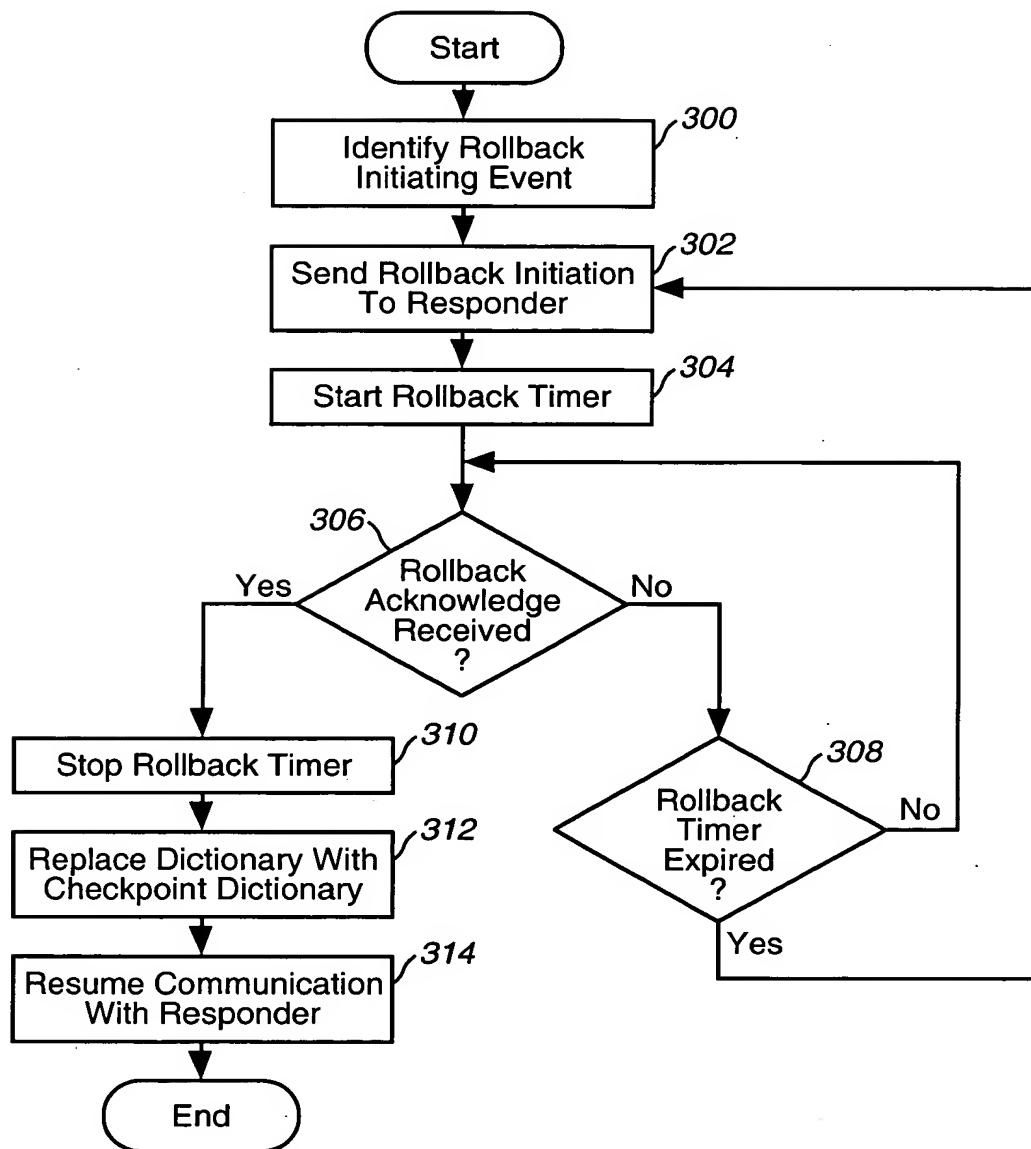 Start
300
Identify Rollback
Initiating Event
302
Send Rollback Initiation
To Responder
304
Start Rollback Timer
306
Rollback
Acknowledge
Received
?
Yes
No
310
Stop Rollback Timer
308
Rollback
Timer
Expired
?
No
Yes
312
Replace Dictionary With
Checkpoint Dictionary
314
Resume Communication
With Responder
End